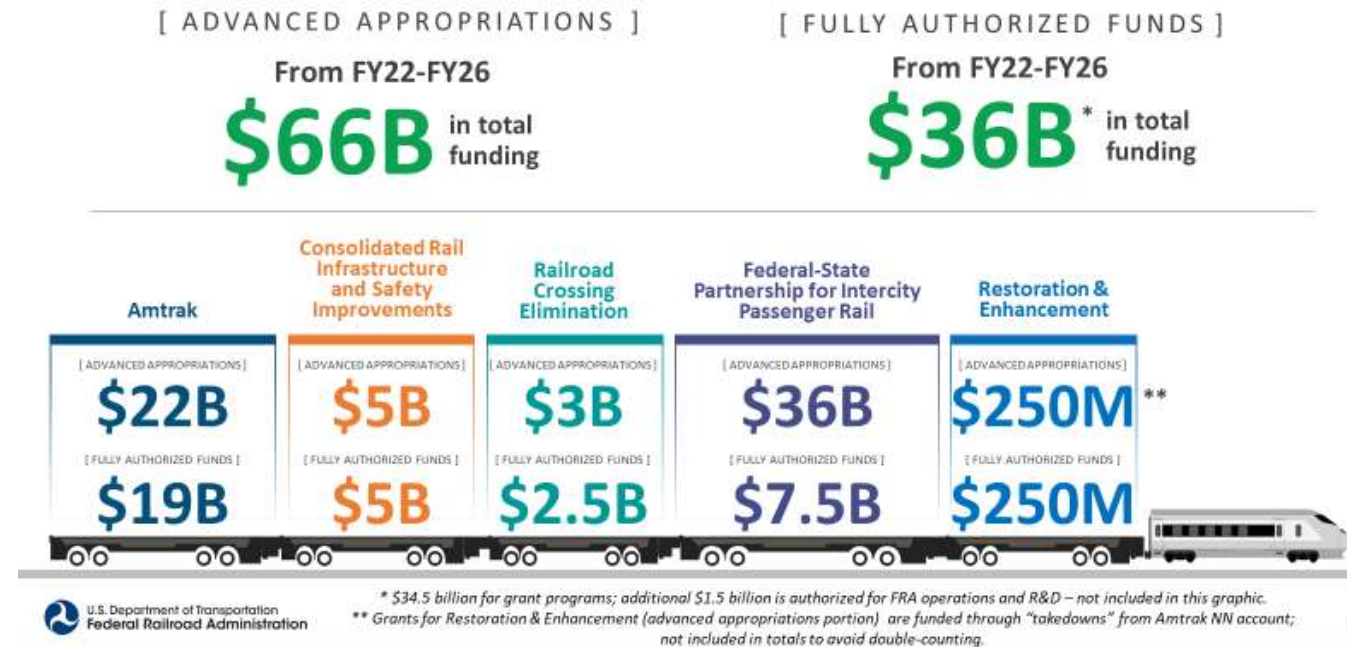 [ ADVANCED APPROPRIATIONS ]
From FY22-FY26
$66B in total
funding
[ FULLY AUTHORIZED FUNDS ]
From FY22-FY26
$36B* in total
funding
Amtrak
[ ADVANCED APPROPRIATIONS]
$22B
[ FULLY AUTHORIZED FUNDS ]
$19B
Consolidated Rail
Infrastructure
and Safety
Improvements
[ ADVANCED APPROPRIATIONS]
$5B
[ FULLY AUTHORIZED FUNDS ]
$5B
Railroad
Crossing
Elimination
[ ADVANCED APPROPRIATIONS]
$3B
[ FULLY AUTHORIZED FUNDS ]
$2.5B
Federal-State
Partnership for Intercity
Passenger Rail
[ ADVANCED APPROPRIATIONS]
$36B
[ FULLY AUTHORIZED FUNDS ]
$7.5B
Restoration &
Enhancement
[ ADVANCED APPROPRIATIONS]
$250M **
[ FULLY AUTHORIZED FUNDS ]
$250M
U.S. Department of Transportation
Federal Railroad Administration
* $34.5 billion for grant programs; additional $1.5 billion is authorized for FRA operations and R&D – not included in this graphic.
** Grants for Restoration & Enhancement (advanced appropriations portion) are funded through "takedowns" from Amtrak NN account;
not included in totals to avoid double-counting.